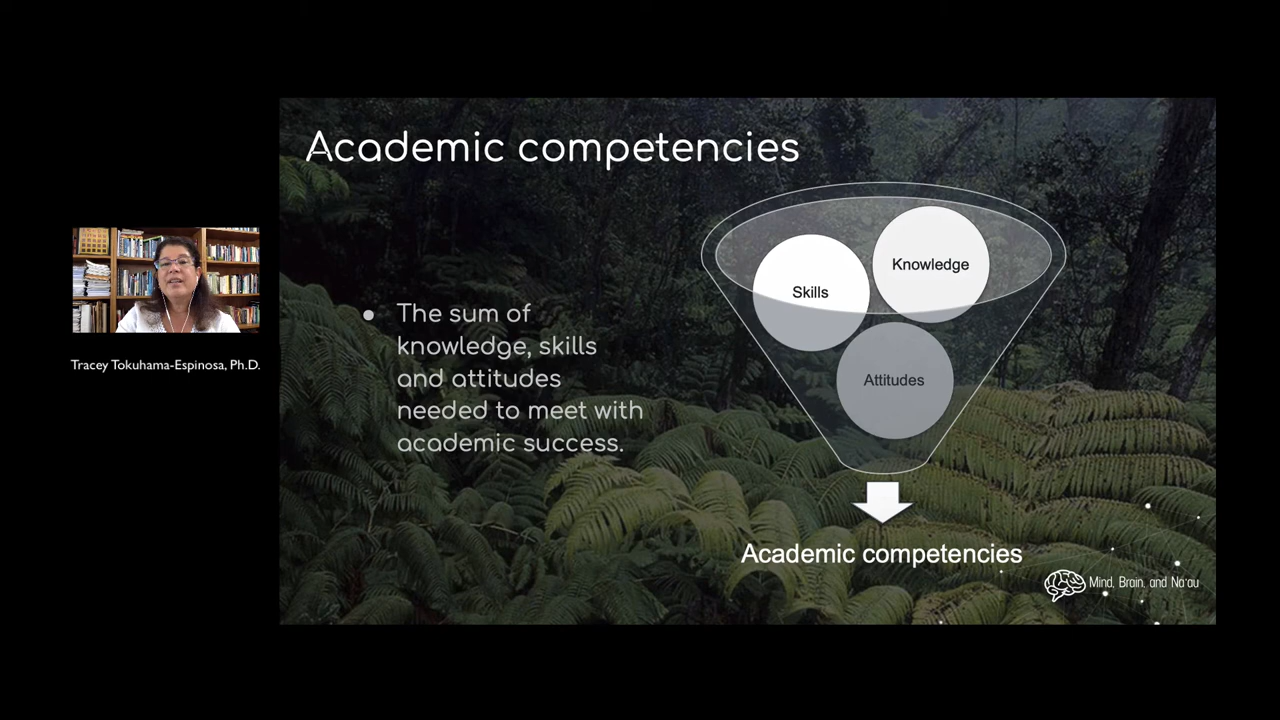 Academic competencies
Knowledge
Skills
Attitudes
● The sum of
knowledge, skills
and attitudes
needed to meet with
academic success.
Tracey Tokuhama-Espinosa, Ph.D.
Academic competencies
Mind, Brain, and Na'au